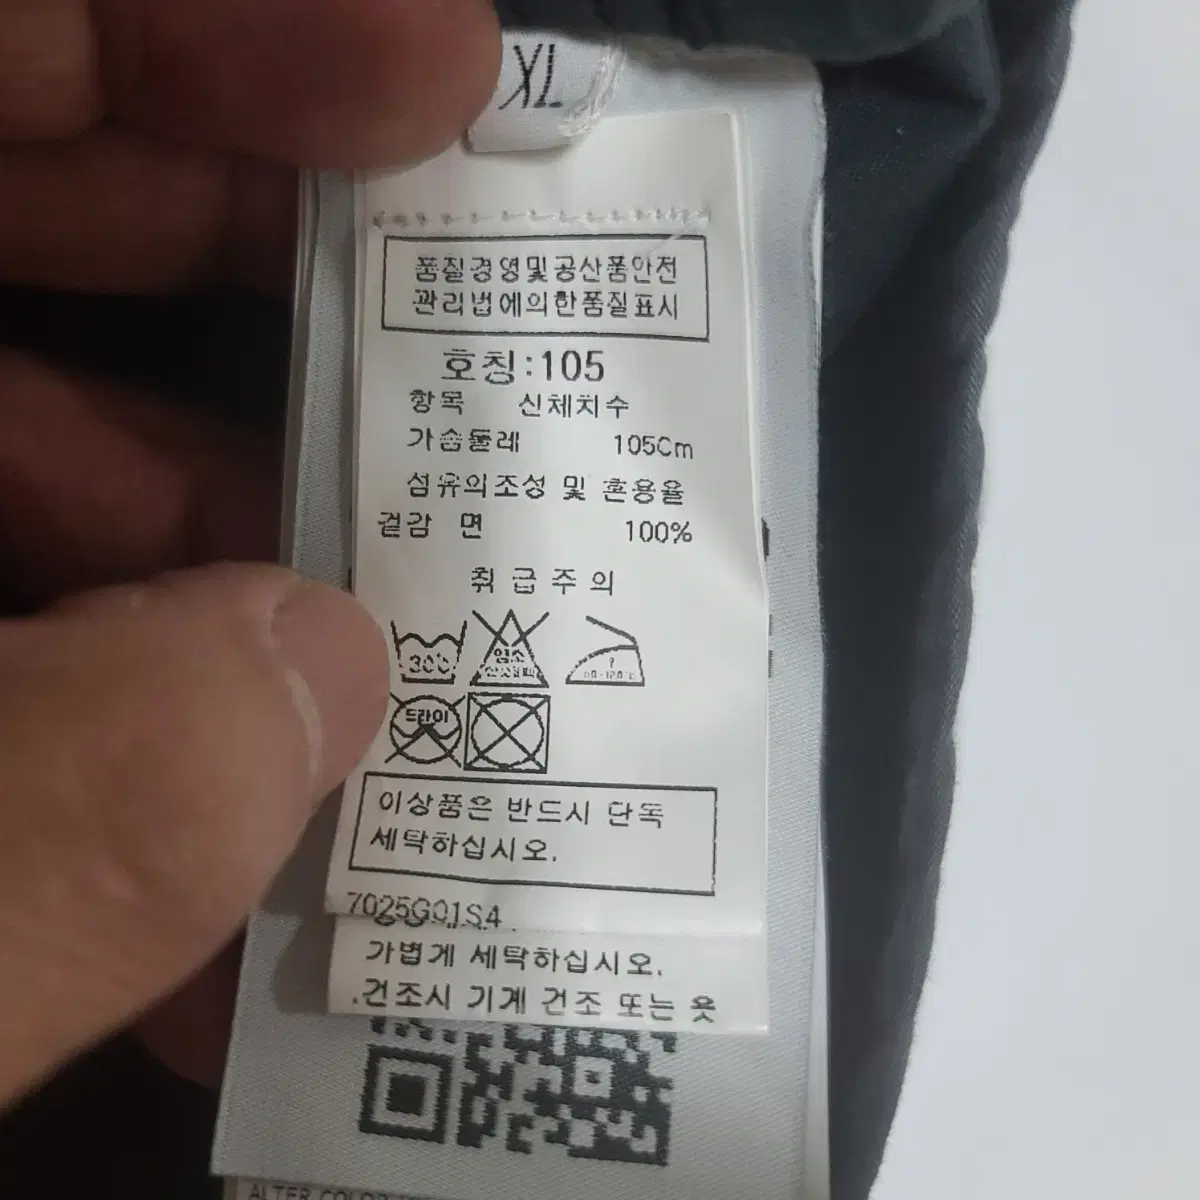 XL
품질경영및공산품안전
관리법에의한품질표시
호칭:105
항목 신체치수
가슴둘레 105Cm
섬유의조성 및 혼용율
겉감 면 100%
취급주의
30℃
염소
드라이
이상품은 반드시 단독
세탁하십시오.
7025G01S4
가볍게 세탁하십시오.
.건조시 기계 건조 또는 옷
ALTER COLOR